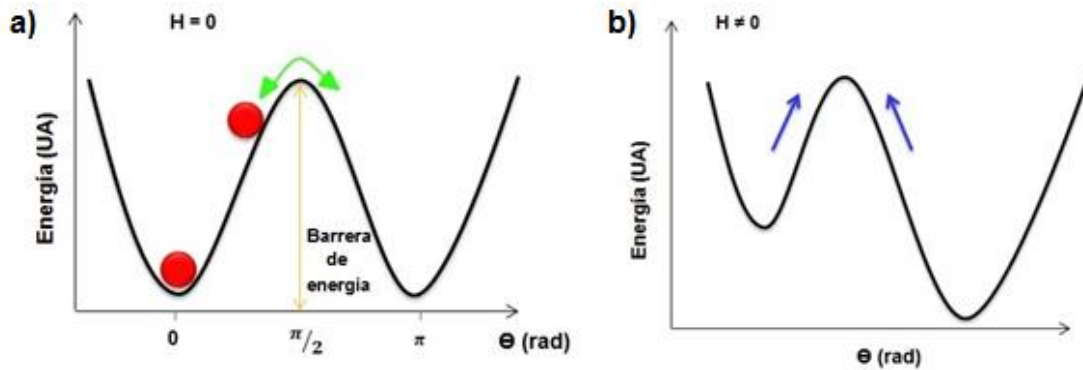 a)
H = 0
Energía (UA)
Barrera
de
energía
0
π/2
π
Ɵ (rad)
b)
H ≠ 0
Energía (UA)
Ɵ (rad)